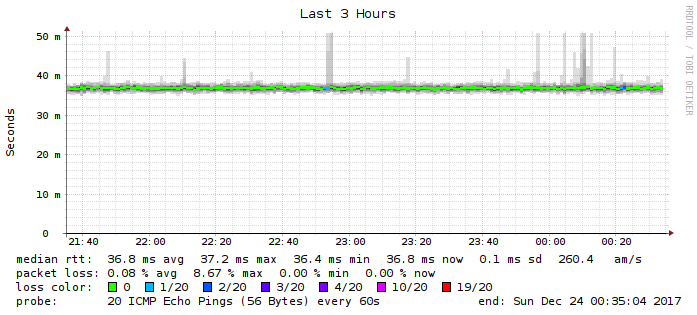 Last 3 Hours
RRDTOOL / TOBI OETIKER
Seconds
50 m
40 m
30 m
20 m
10 m
0
21:40 22:00 22:20 22:40 23:00 23:20 23:40 00:00 00:20
median rtt: 36.8 ms avg 37.2 ms max 36.4 ms min 36.8 ms now 0.1 ms sd 260.4 am/s
packet loss: 0.08 % avg 8.67 % max 0.00 % min 0.00 % now
loss color: 0 1/20 2/20 3/20 4/20 10/20 19/20
probe: 20 ICMP Echo Pings (56 Bytes) every 60s end: Sun Dec 24 00:35:04 2017